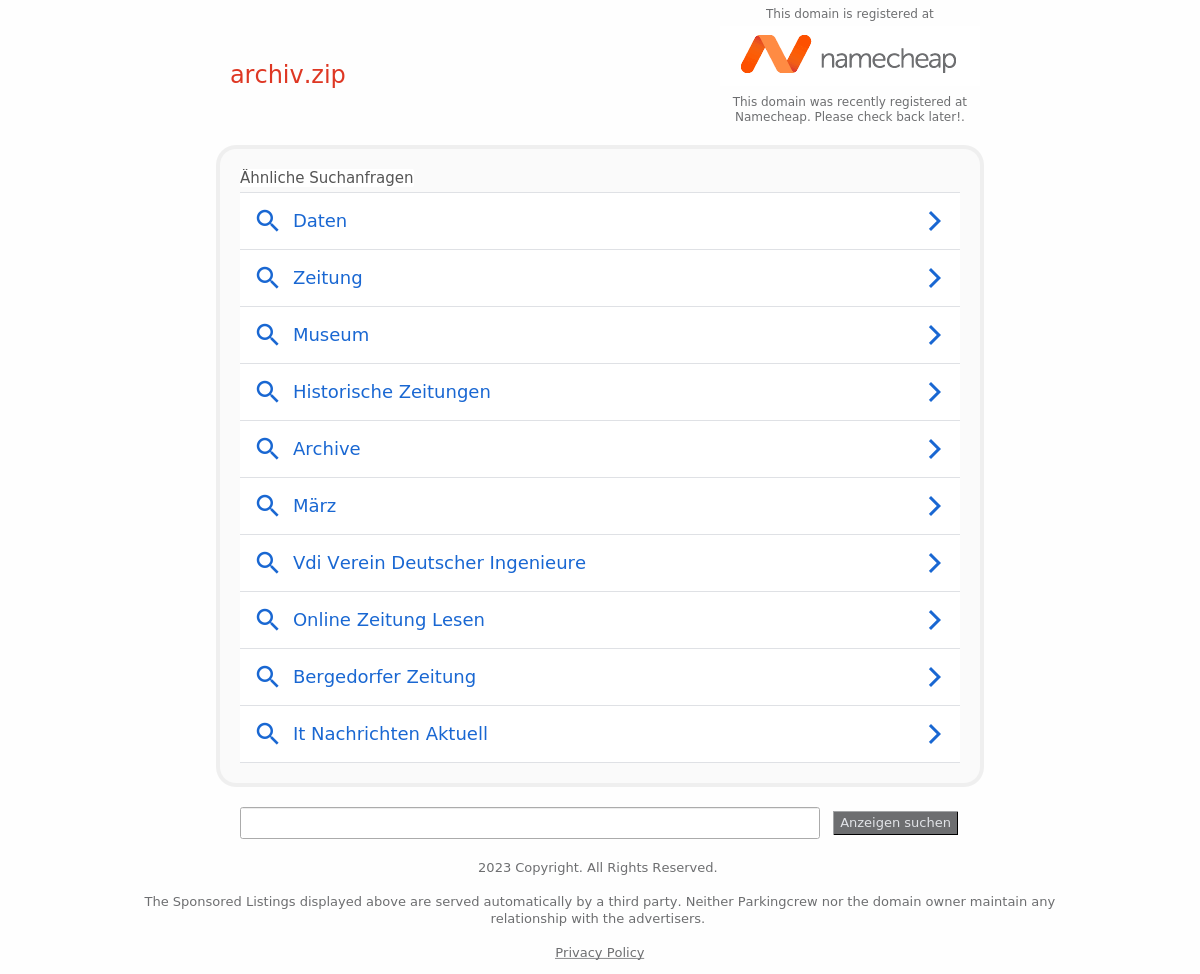 This domain is registered at
namecheap
archiv.zip
This domain was recently registered at
Namecheap. Please check back later!.
Ähnliche Suchanfragen
Daten
Zeitung
Museum
Historische Zeitungen
Archive
März
Vdi Verein Deutscher Ingenieure
Online Zeitung Lesen
Bergedorfer Zeitung
It Nachrichten Aktuell
Anzeigen suchen
2023 Copyright. All Rights Reserved.
The Sponsored Listings displayed above are served automatically by a third party. Neither Parkingcrew nor the domain owner maintain any
relationship with the advertisers.
Privacy Policy